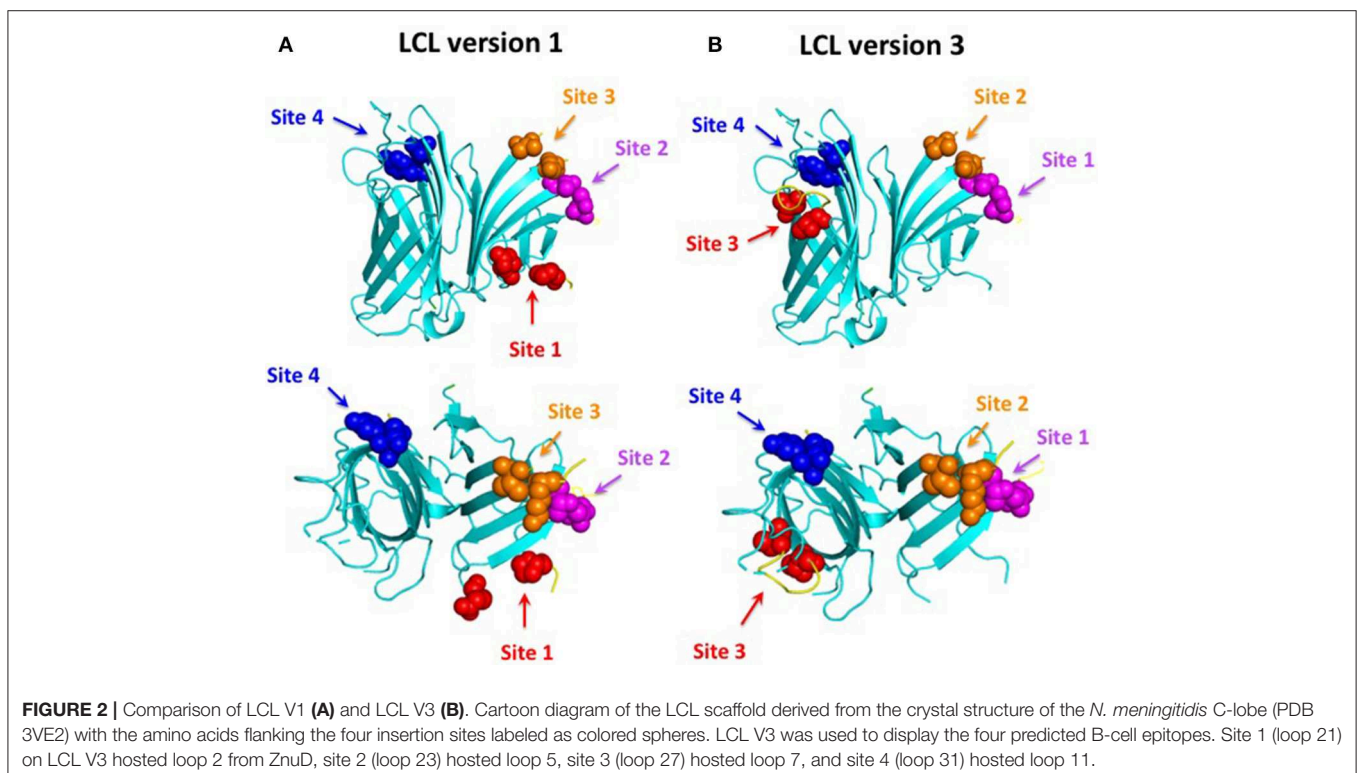 A
LCL version 1
Site 4
Site 3
Site 2
Site 1
Site 4
Site 3
Site 2
Site 1
B
LCL version 3
Site 4
Site 2
Site 1
Site 3
Site 4
Site 2
Site 1
Site 3
FIGURE 2 | Comparison of LCL V1 (A) and LCL V3 (B). Cartoon diagram of the LCL scaffold derived from the crystal structure of the N. meningitidis C-lobe (PDB
3VE2) with the amino acids flanking the four insertion sites labeled as colored spheres. LCL V3 was used to display the four predicted B-cell epitopes. Site 1 (loop 21)
on LCL V3 hosted loop 2 from ZnuD, site 2 (loop 23) hosted loop 5, site 3 (loop 27) hosted loop 7, and site 4 (loop 31) hosted loop 11.